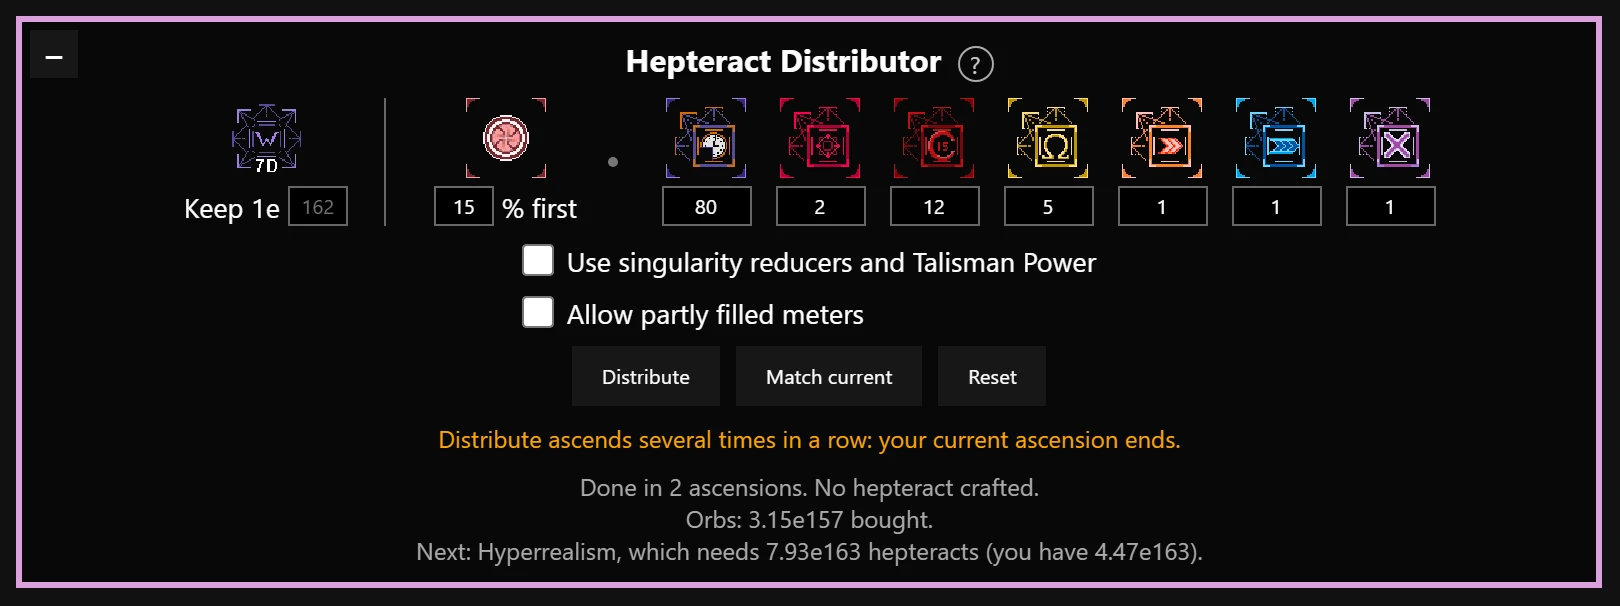 –
Hepteract Distributor ?
W
7D
15
Ω
Keep 1e 162
15 % first
80 2 12 5 1 1 1
Use singularity reducers and Talisman Power
Allow partly filled meters
Distribute Match current Reset
Distribute ascends several times in a row: your current ascension ends.
Done in 2 ascensions. No hepteract crafted.
Orbs: 3.15e157 bought.
Next: Hyperrealism, which needs 7.93e163 hepteracts (you have 4.47e163).